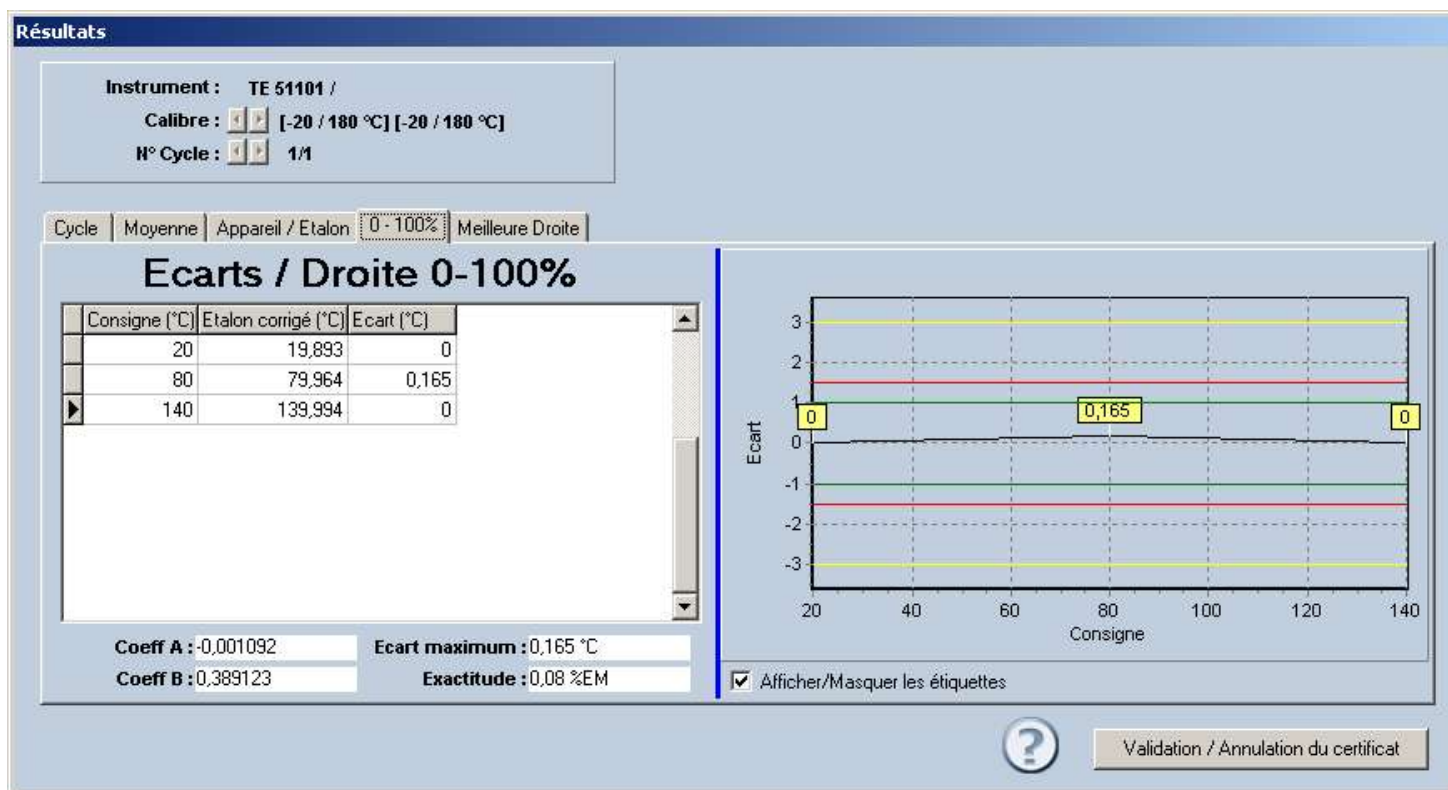 Résultats
Instrument : TE 51101 /
Calibre : [-20 / 180 °C] [-20 / 180 °C]
N° Cycle : 1/1
Cycle Moyenne Appareil / Etalon 0 - 100% Meilleure Droite
Ecarts / Droite 0-100%
Consigne (°C) Etalon corrigé (°C) Ecart (°C)
20 19,893 0
80 79,964 0,165
140 139,994 0
Coeff A : -0,001092 Ecart maximum : 0,165 °C
Coeff B : 0,389123 Exactitude : 0,08 %EM
3
2
1
0
-1
-2
-3
Ecart
0 0,165 0
20 40 60 80 100 120 140
Consigne
Afficher/Masquer les étiquettes
?
Validation / Annulation du certificat